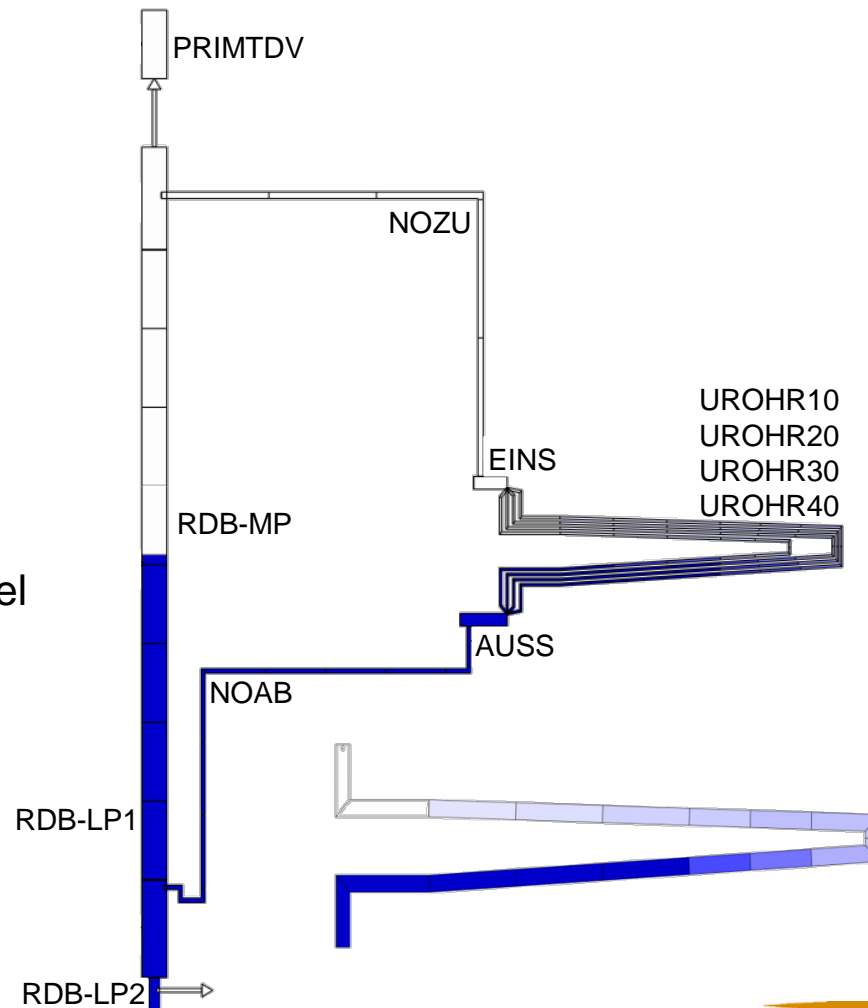 PRIMTDV
NOZU
UROHR10
UROHR20
UROHR30
UROHR40
EINS
RDB-MP
el
AUSS
NOAB
RDB-LP1
RDB-LP2